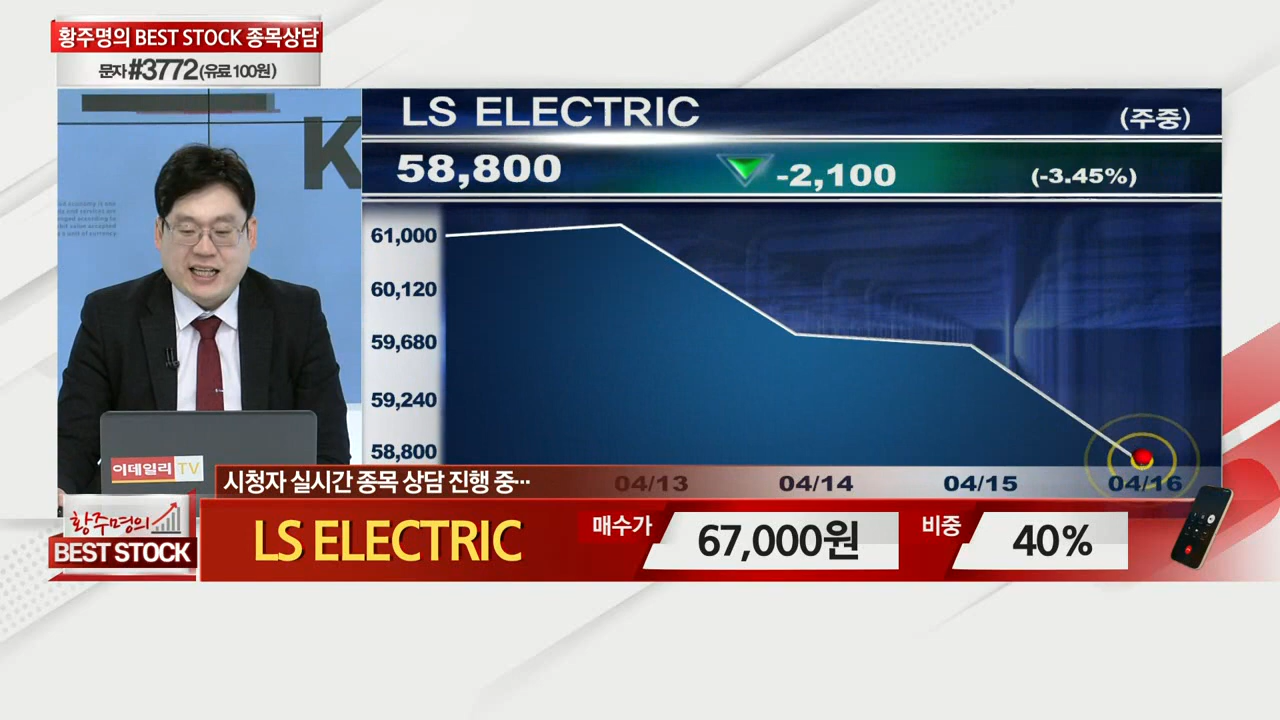 황주명의 BEST STOCK 종목상담
문자 #3772 (유료 100원)
K
LS ELECTRIC
(주중)
58,800
-2,100
(-3.45%)
61,000
60,120
59,680
59,240
58,800
04/13
04/14
04/15
04/16
이데일리 TV
시청자 실시간 종목 상담 진행 중···
황주명의
BEST STOCK
LS ELECTRIC
매수가
67,000원
비중
40%